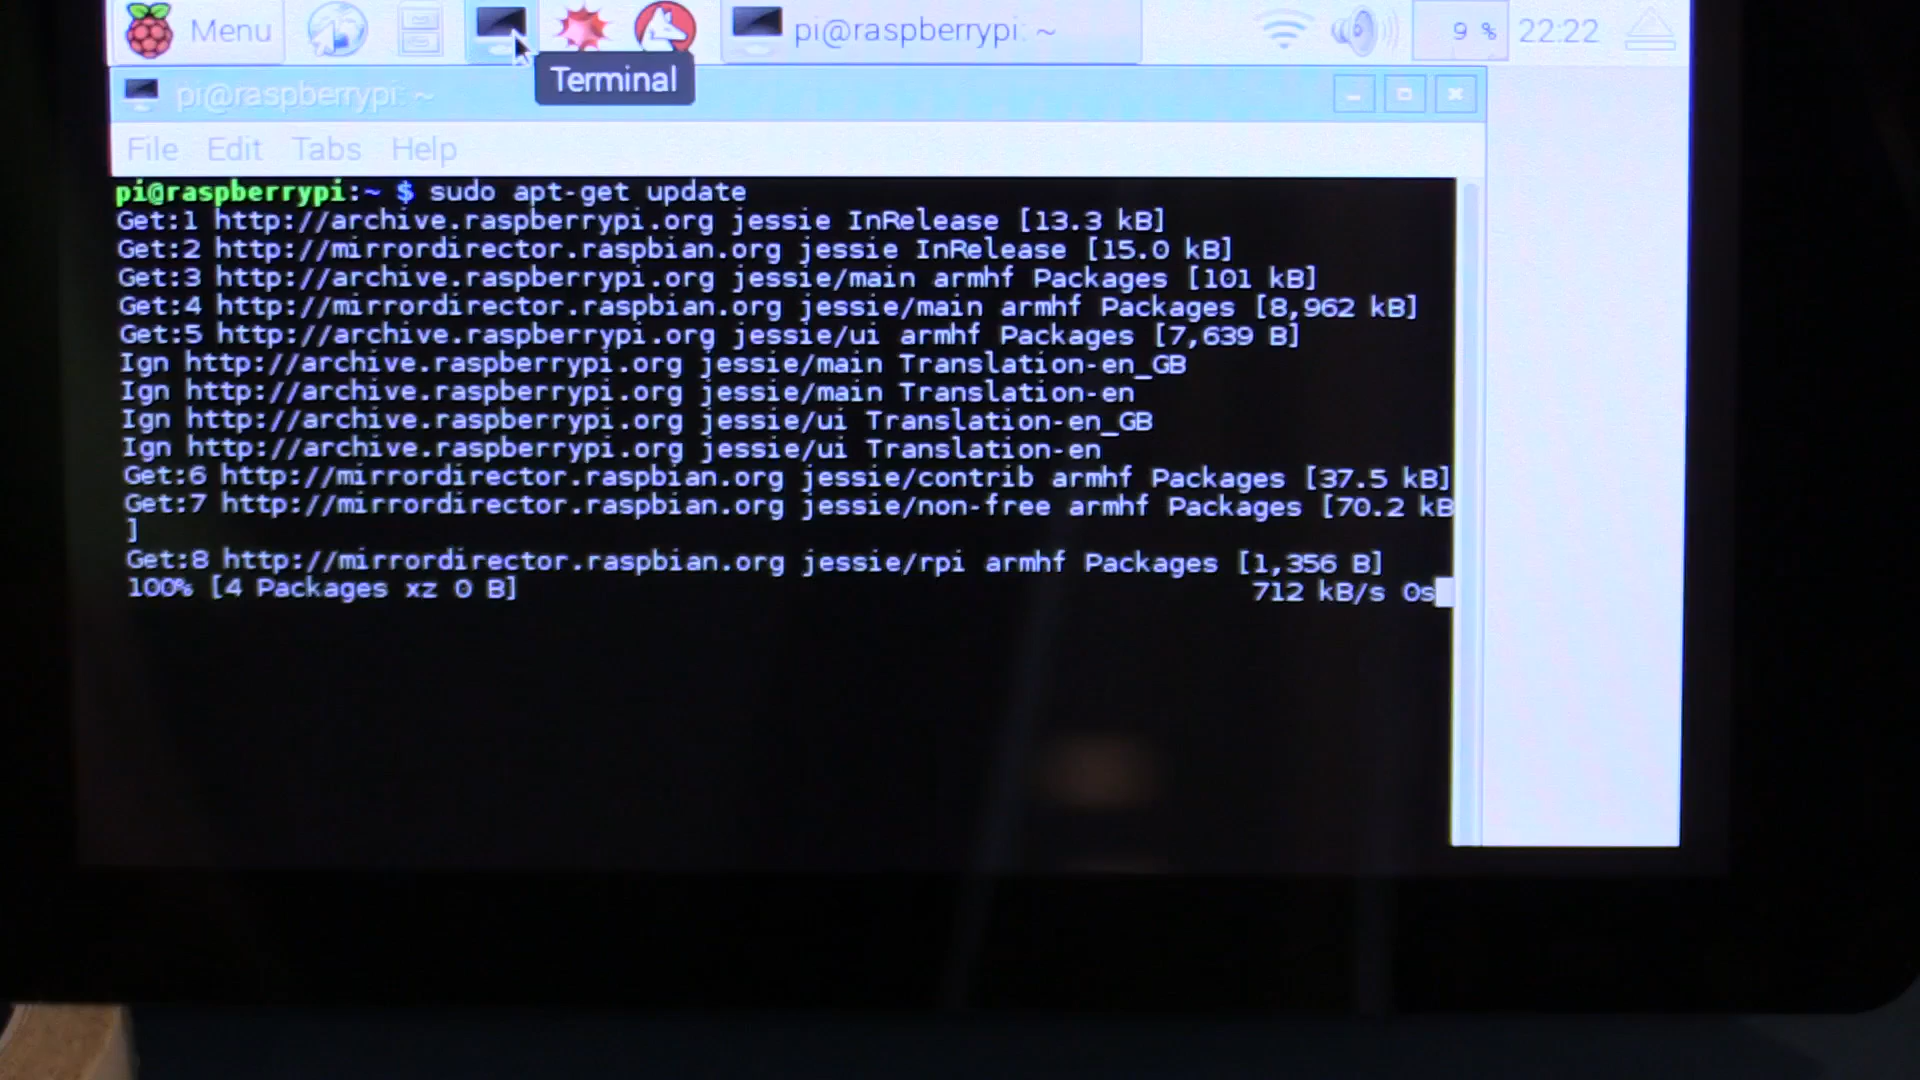 Menu
pi@raspberrypi: ~
9 %
22:22
Terminal
pi@raspberrypi: ~
File Edit Tabs Help
pi@raspberrypi:~ $ sudo apt-get update
Get:1 http://archive.raspberrypi.org jessie InRelease [13.3 kB]
Get:2 http://mirrordirector.raspbian.org jessie InRelease [15.0 kB]
Get:3 http://archive.raspberrypi.org jessie/main armhf Packages [101 kB]
Get:4 http://mirrordirector.raspbian.org jessie/main armhf Packages [8,962 kB]
Get:5 http://archive.raspberrypi.org jessie/ui armhf Packages [7,639 B]
Ign http://archive.raspberrypi.org jessie/main Translation-en_GB
Ign http://archive.raspberrypi.org jessie/main Translation-en
Ign http://archive.raspberrypi.org jessie/ui Translation-en_GB
Ign http://archive.raspberrypi.org jessie/ui Translation-en
Get:6 http://mirrordirector.raspbian.org jessie/contrib armhf Packages [37.5 kB]
Get:7 http://mirrordirector.raspbian.org jessie/non-free armhf Packages [70.2 kB
]
Get:8 http://mirrordirector.raspbian.org jessie/rpi armhf Packages [1,356 B]
100% [4 Packages xz 0 B] 712 kB/s 0s